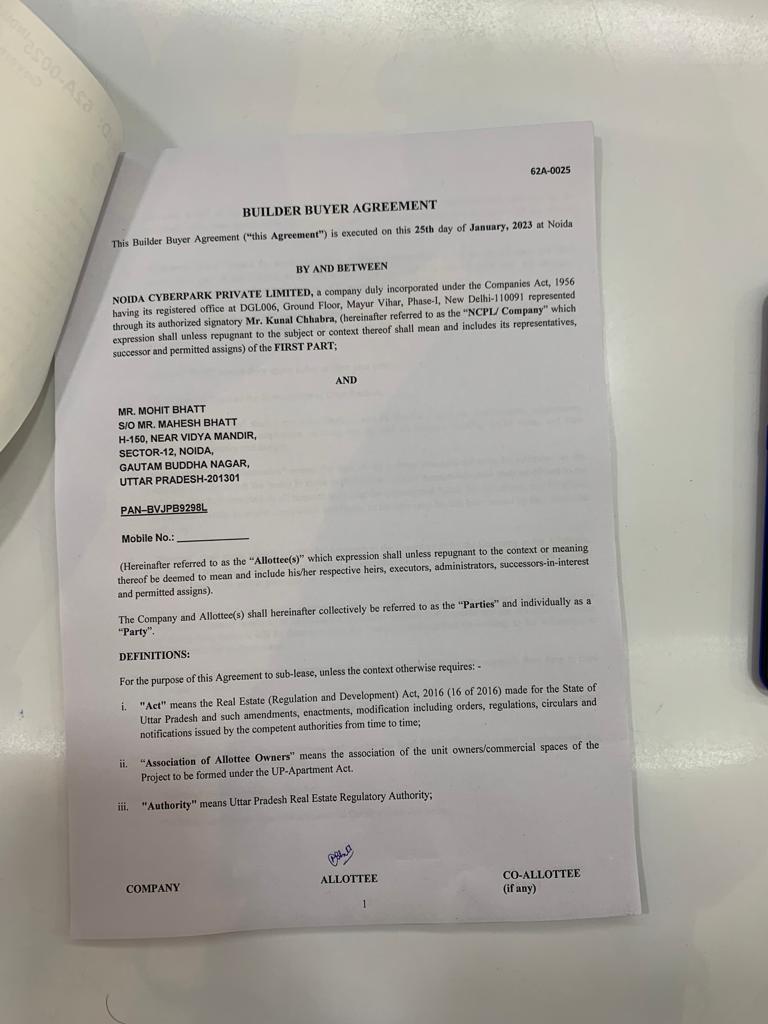 62A-0025
BUILDER BUYER AGREEMENT
This Builder Buyer Agreement ("this Agreement") is executed on this 25th day of January, 2023 at Noida
BY AND BETWEEN
NOIDA CYBERPARK PRIVATE LIMITED, a company duly incorporated under the Companies Act, 1956
having its registered office at DGL006, Ground Floor, Mayur Vihar, Phase-I, New Delhi-110091 represented
through its authorized signatory Mr. Kunal Chhabra, (hereinafter referred to as the "NCPL/ Company" which
expression shall unless repugnant to the subject or context thereof shall mean and includes its representatives,
successor and permitted assigns) of the FIRST PART;
AND
MR. MOHIT BHATT
S/O MR. MAHESH BHATT
H-150, NEAR VIDYA MANDIR,
SECTOR-12, NOIDA,
GAUTAM BUDDHA NAGAR,
UTTAR PRADESH-201301
PAN–BVJPB9298L
Mobile No.: ____________
(Hereinafter referred to as the "Allottee(s)" which expression shall unless repugnant to the context or meaning
thereof be deemed to mean and include his/her respective heirs, executors, administrators, successors-in-interest
and permitted assigns).
The Company and Allottee(s) shall hereinafter collectively be referred to as the "Parties" and individually as a
"Party".
DEFINITIONS:
For the purpose of this Agreement to sub-lease, unless the context otherwise requires: -
i. "Act" means the Real Estate (Regulation and Development) Act, 2016 (16 of 2016) made for the State of
Uttar Pradesh and such amendments, enactments, modification including orders, regulations, circulars and
notifications issued by the competent authorities from time to time;
ii. "Association of Allottee Owners" means the association of the unit owners/commercial spaces of the
Project to be formed under the UP-Apartment Act.
iii. "Authority" means Uttar Pradesh Real Estate Regulatory Authority;
COMPANY
ALLOTTEE
CO-ALLOTTEE
(if any)
1